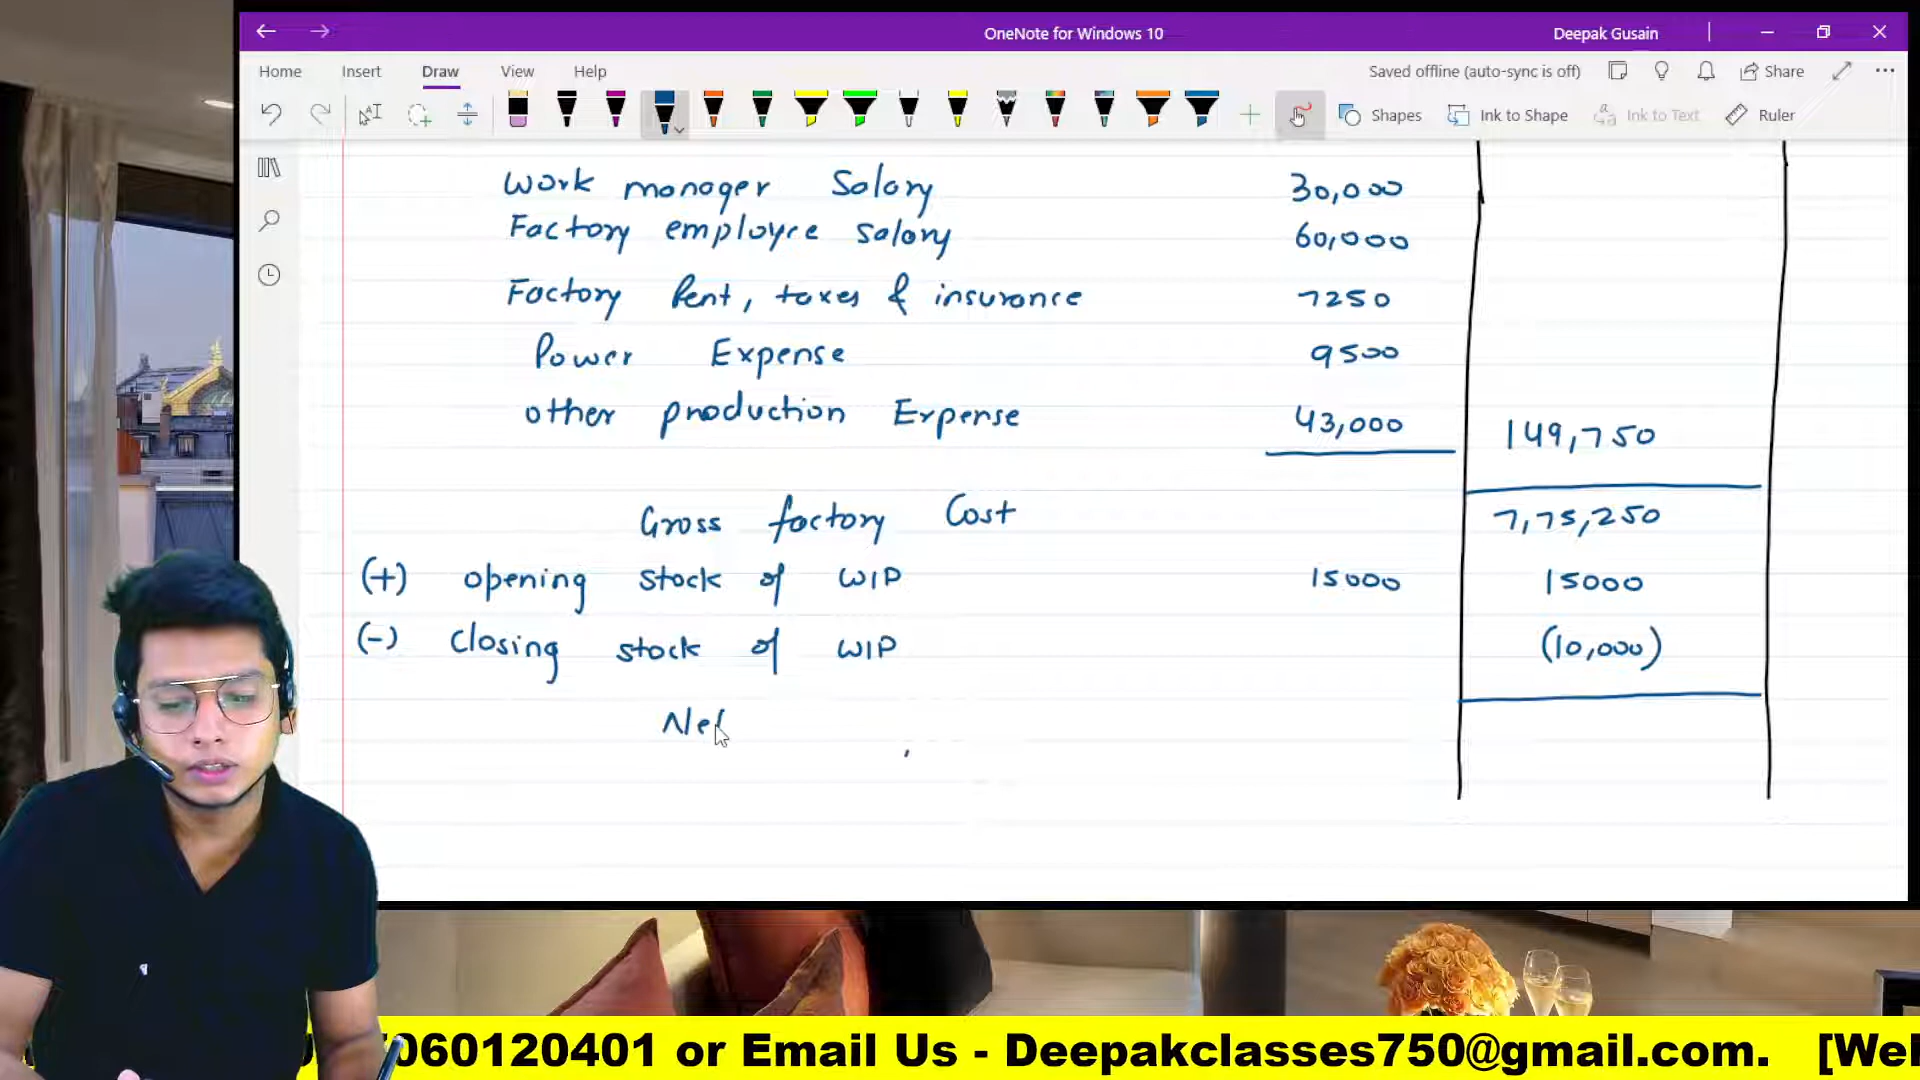 OneNote for Windows 10 Deepak Gusain
Home Insert Draw View Help Saved offline (auto-sync is off) Share
Shapes Ink to Shape Ink to Text Ruler
Work manager Salary 30,000
Factory employee salary 60,000
Factory Rent, taxes & insurance 7250
Power Expense 9500
other production Expense 43,000 149,750
Gross factory Cost 7,75,250
(+) opening stock of WIP 15000 15000
(-) closing stock of WIP (10,000)
Net
060120401 or Email Us - Deepakclasses750@gmail.com. [Wel